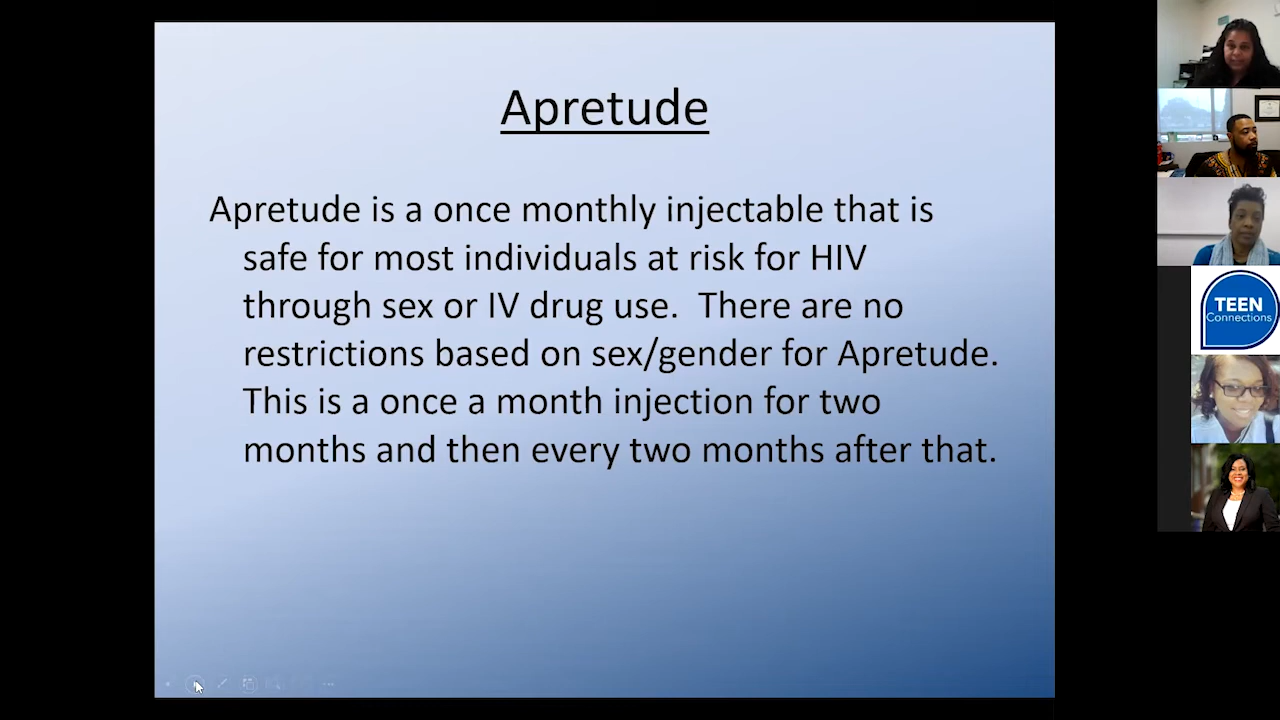 Apretude
Apretude is a once monthly injectable that is
safe for most individuals at risk for HIV
through sex or IV drug use.  There are no
restrictions based on sex/gender for Apretude.
This is a once a month injection for two
months and then every two months after that.
TEEN
Connections